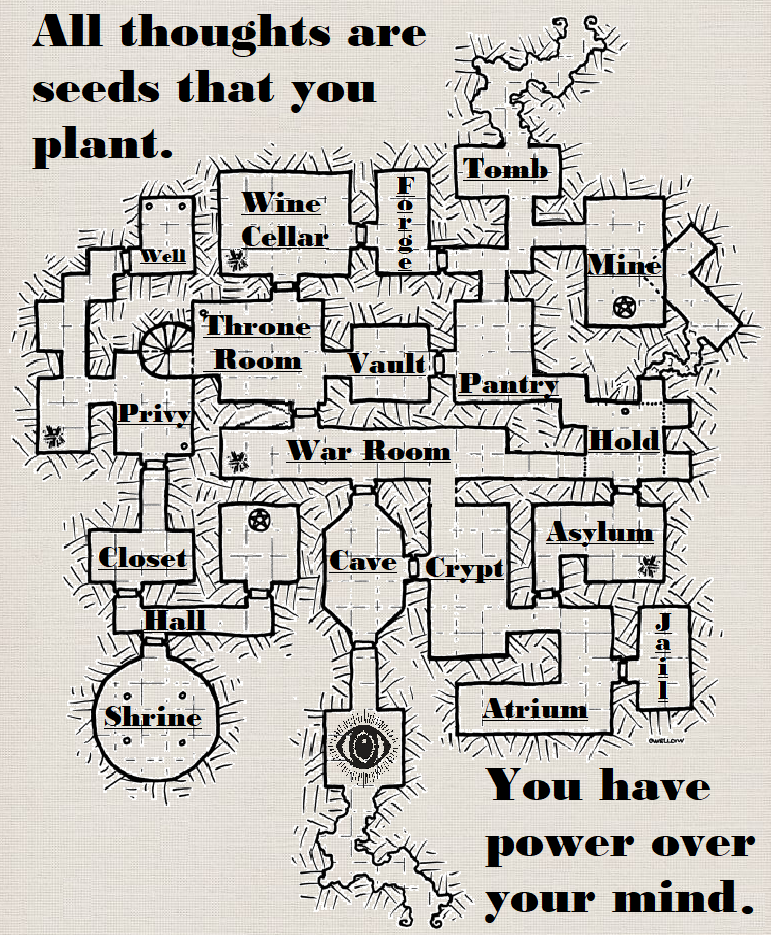 All thoughts are
seeds that you
plant.
Tomb
Wine
Cellar
Forge
Well
Mine
Throne
Room
Vault
Pantry
Privy
War Room
Hold
Closet
Cave
Crypt
Asylum
Hall
Jail
Shrine
Atrium
You have
power over
your mind.